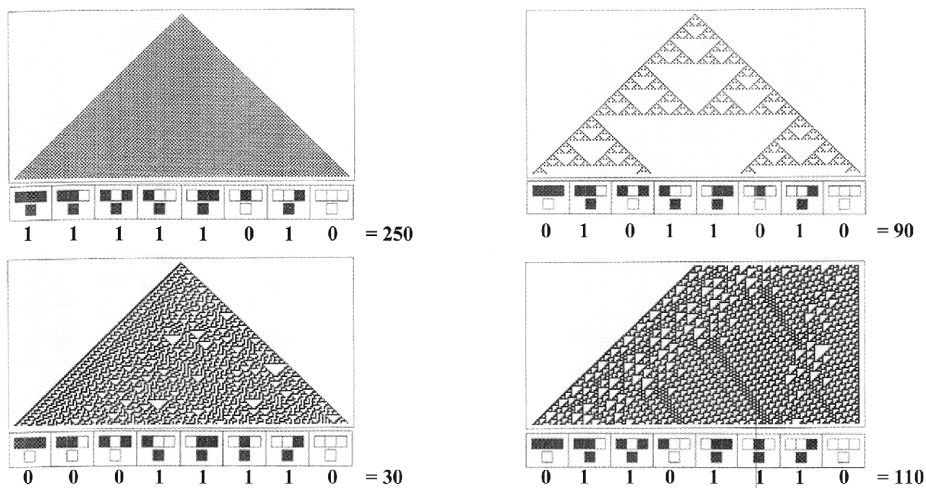 1 1 1 1 1 0 1 0 = 250
0 1 0 1 1 0 1 0 = 90
0 0 0 1 1 1 1 0 = 30
0 1 1 0 1 1 1 0 = 110